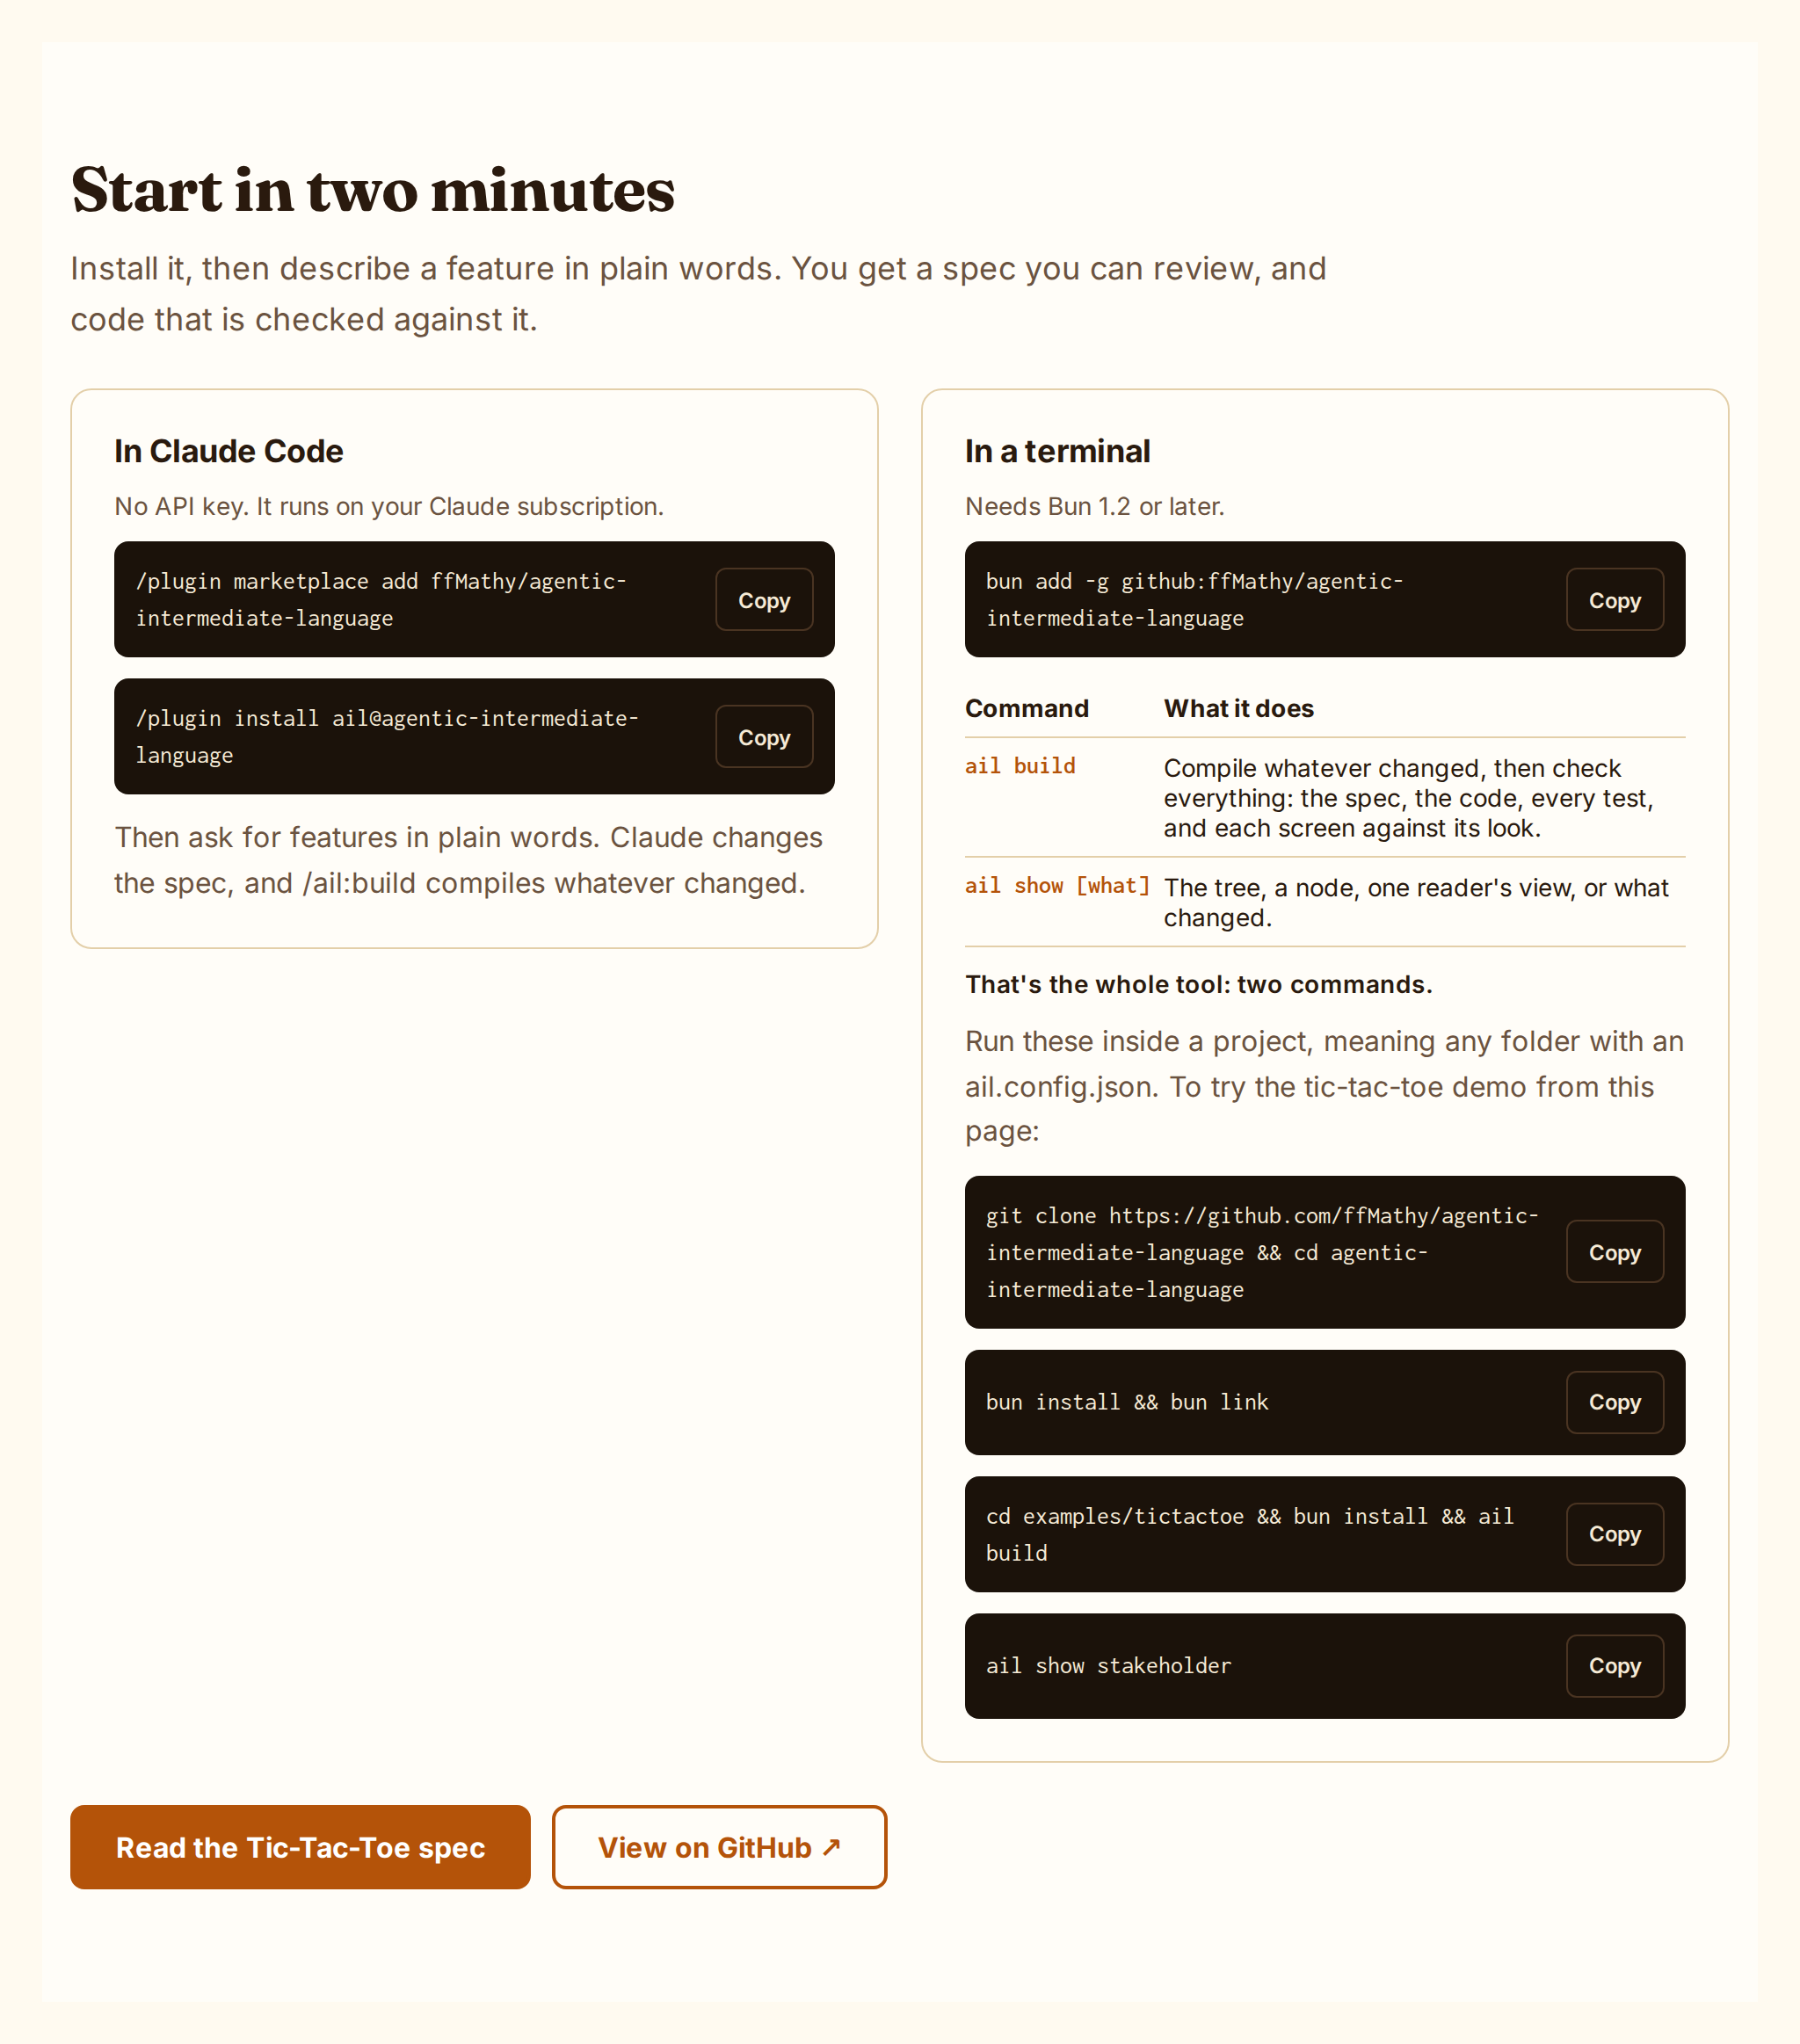 Start in two minutes
Install it, then describe a feature in plain words. You get a spec you can review, and
code that is checked against it.
In Claude Code
No API key. It runs on your Claude subscription.
/plugin marketplace add ffMathy/agentic-
intermediate-language
Copy
/plugin install ail@agentic-intermediate-
language
Copy
Then ask for features in plain words. Claude changes
the spec, and /ail:build compiles whatever changed.
In a terminal
Needs Bun 1.2 or later.
bun add -g github:ffMathy/agentic-
intermediate-language
Copy
Command What it does
ail build Compile whatever changed, then check
everything: the spec, the code, every test,
and each screen against its look.
ail show [what] The tree, a node, one reader's view, or what
changed.
That's the whole tool: two commands.
Run these inside a project, meaning any folder with an
ail.config.json. To try the tic-tac-toe demo from this
page:
git clone https://github.com/ffMathy/agentic-
intermediate-language && cd agentic-
intermediate-language
Copy
bun install && bun link
Copy
cd examples/tictactoe && bun install && ail
build
Copy
ail show stakeholder
Copy
Read the Tic-Tac-Toe spec
View on GitHub ↗